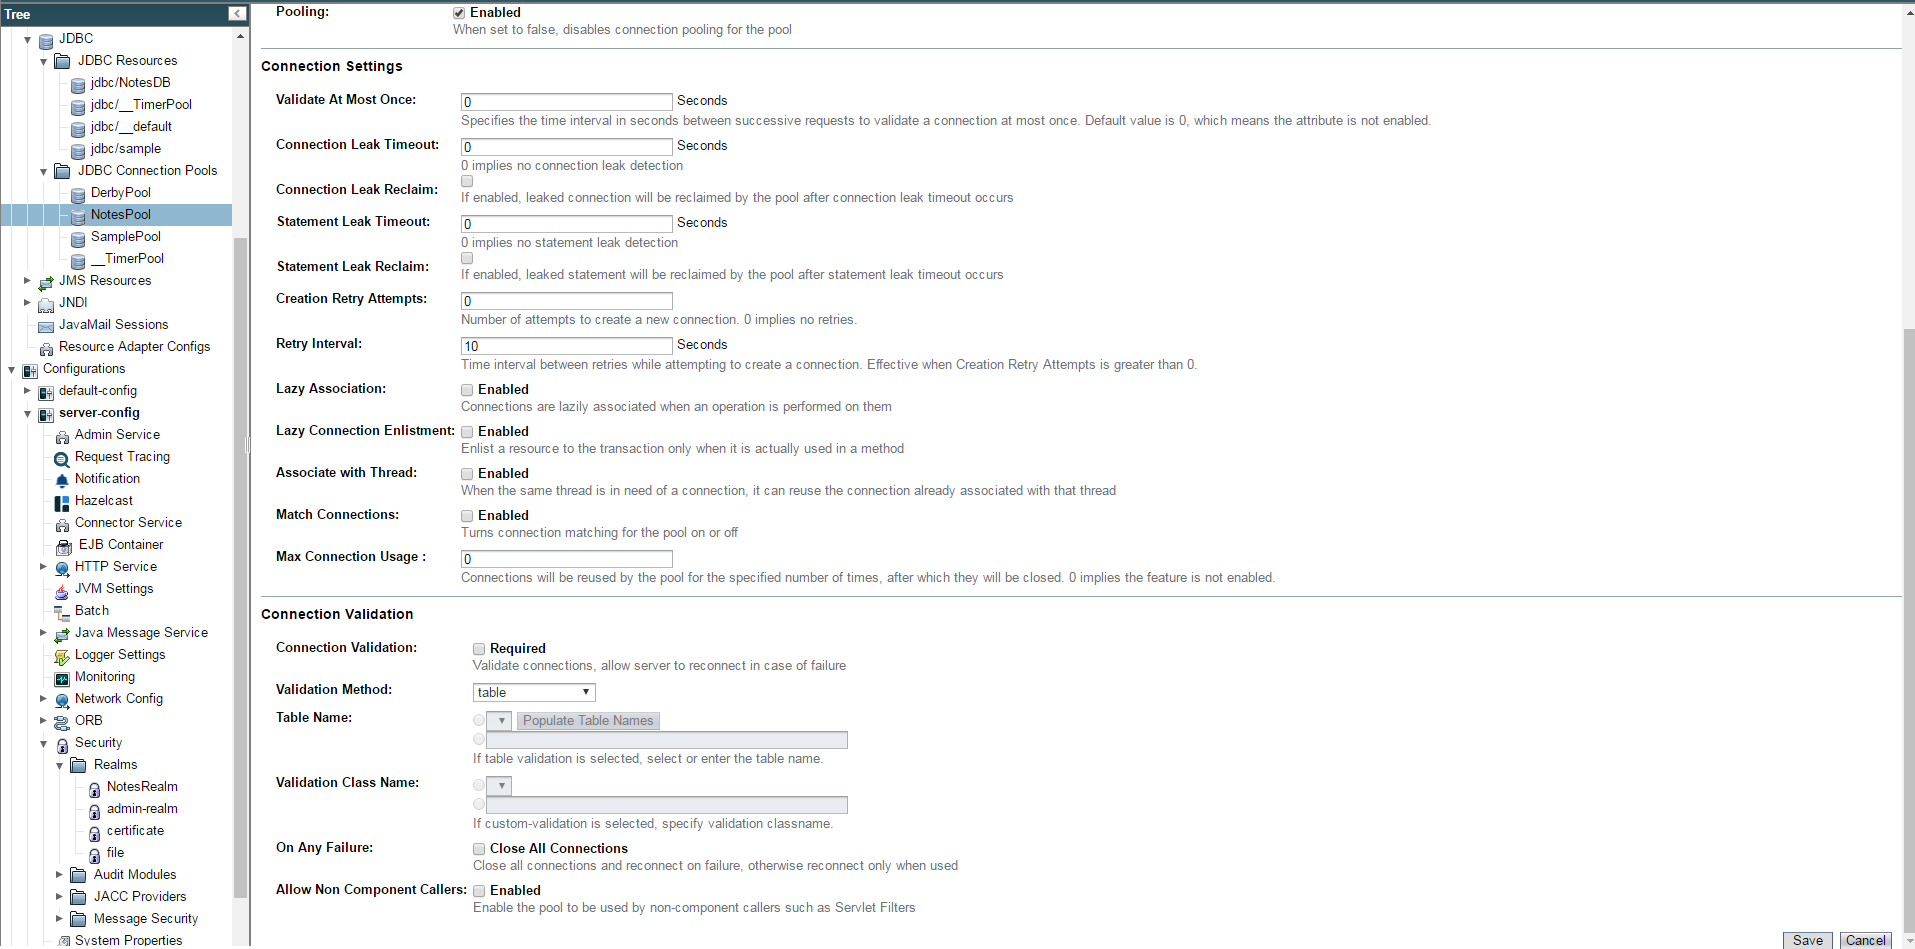 Tree
JDBC
JDBC Resources
jdbc/NotesDB
jdbc/__TimerPool
jdbc/__default
jdbc/sample
JDBC Connection Pools
DerbyPool
NotesPool
SamplePool
__TimerPool
JMS Resources
JNDI
JavaMail Sessions
Resource Adapter Configs
Configurations
default-config
server-config
Admin Service
Request Tracing
Notification
Hazelcast
Connector Service
EJB Container
HTTP Service
JVM Settings
Batch
Java Message Service
Logger Settings
Monitoring
Network Config
ORB
Security
Realms
NotesRealm
admin-realm
certificate
file
Audit Modules
JACC Providers
Message Security
System Properties
Pooling: Enabled
When set to false, disables connection pooling for the pool
Connection Settings
Validate At Most Once: 0 Seconds
Specifies the time interval in seconds between successive requests to validate a connection at most once. Default value is 0, which means the attribute is not enabled.
Connection Leak Timeout: 0 Seconds
0 implies no connection leak detection
Connection Leak Reclaim:
If enabled, leaked connection will be reclaimed by the pool after connection leak timeout occurs
Statement Leak Timeout: 0 Seconds
0 implies no statement leak detection
Statement Leak Reclaim:
If enabled, leaked statement will be reclaimed by the pool after statement leak timeout occurs
Creation Retry Attempts: 0
Number of attempts to create a new connection. 0 implies no retries.
Retry Interval: 10 Seconds
Time interval between retries while attempting to create a connection. Effective when Creation Retry Attempts is greater than 0.
Lazy Association: Enabled
Connections are lazily associated when an operation is performed on them
Lazy Connection Enlistment: Enabled
Enlist a resource to the transaction only when it is actually used in a method
Associate with Thread: Enabled
When the same thread is in need of a connection, it can reuse the connection already associated with that thread
Match Connections: Enabled
Turns connection matching for the pool on or off
Max Connection Usage : 0
Connections will be reused by the pool for the specified number of times, after which they will be closed. 0 implies the feature is not enabled.
Connection Validation
Connection Validation: Required
Validate connections, allow server to reconnect in case of failure
Validation Method: table
Table Name: Populate Table Names
If table validation is selected, select or enter the table name.
Validation Class Name:
If custom-validation is selected, specify validation classname.
On Any Failure: Close All Connections
Close all connections and reconnect on failure, otherwise reconnect only when used
Allow Non Component Callers: Enabled
Enable the pool to be used by non-component callers such as Servlet Filters
Save Cancel